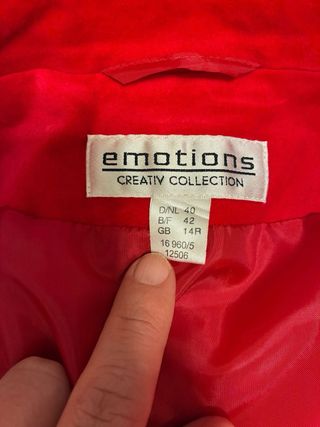 emotions
CREATIV COLLECTION
D/NL 40
B/F 42
GB 14R
16 960/5
12506